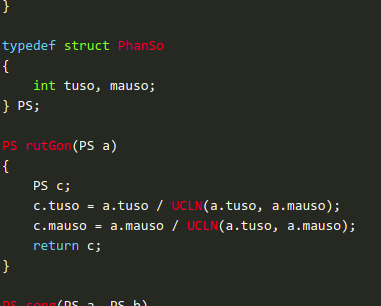 }
typedef struct PhanSo
{
    int tuso, mauso;
} PS;
PS rutGon(PS a)
{
    PS c;
    c.tuso = a.tuso / UCLN(a.tuso, a.mauso);
    c.mauso = a.mauso / UCLN(a.tuso, a.mauso);
    return c;
}
PS cong(PS a, PS b)